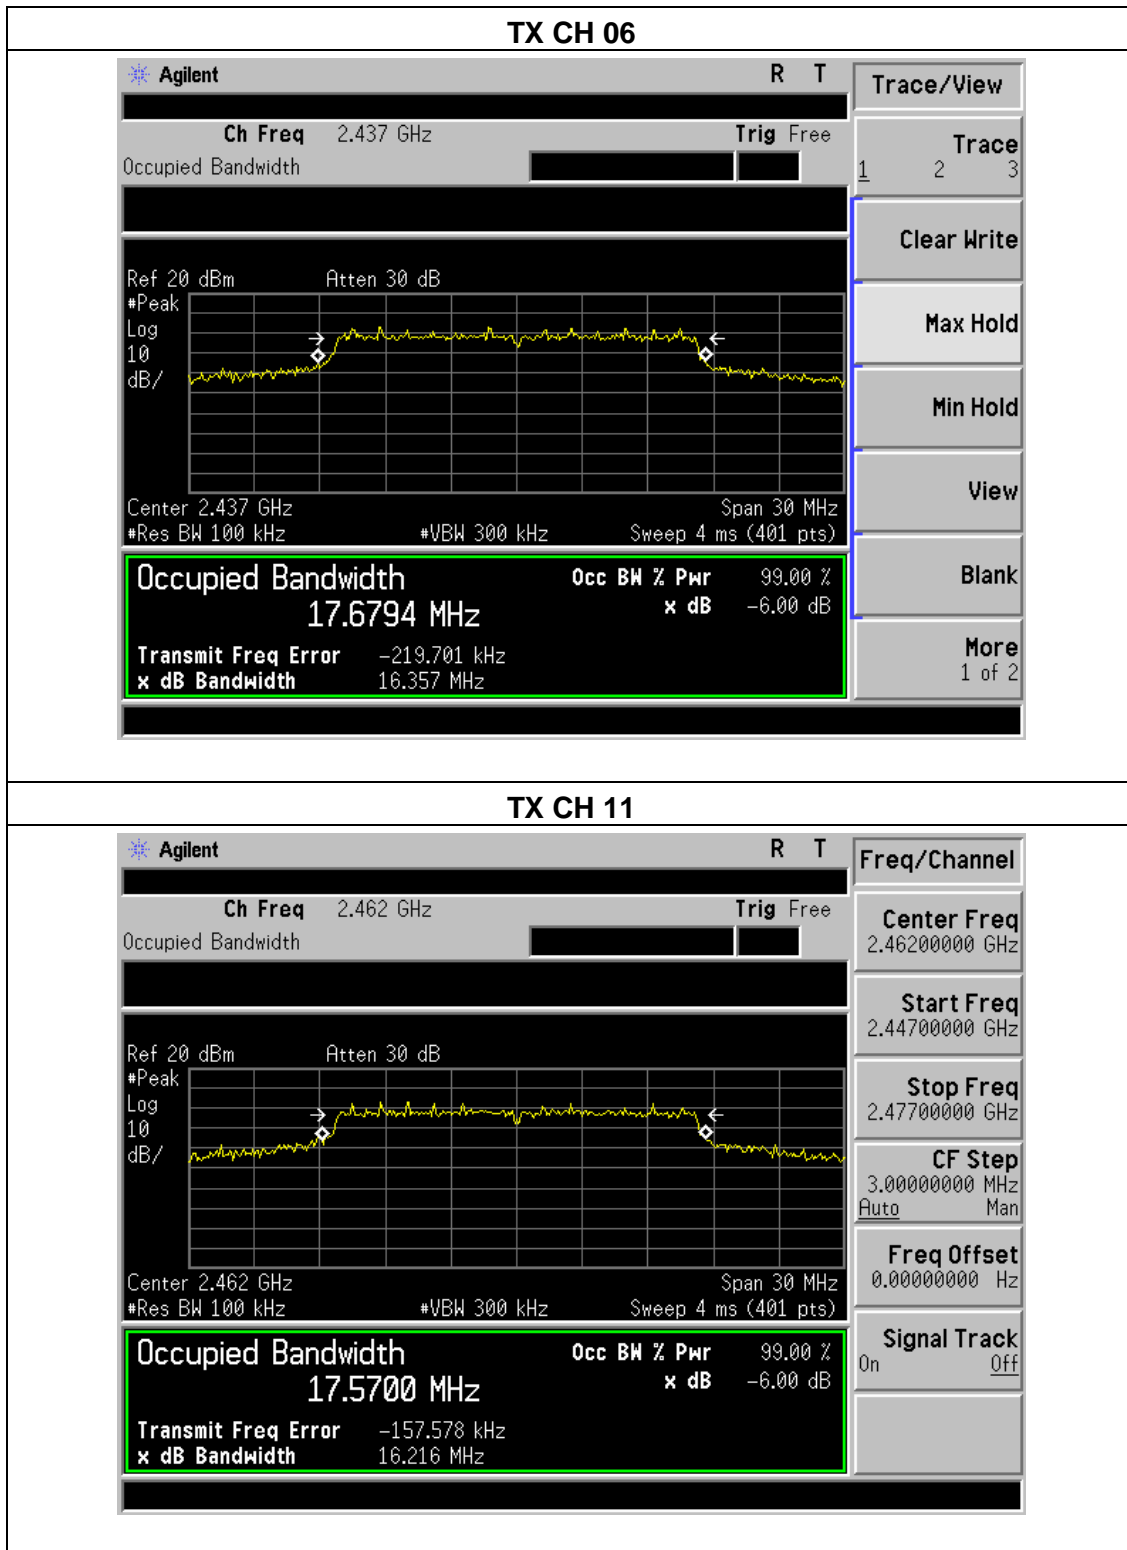 TX CH 06
Agilent R T
Trace/View
Ch Freq 2.437 GHz Trig Free
Occupied Bandwidth
Trace
1 2 3
Clear Write
Ref 20 dBm Atten 30 dB
#Peak
Log
10
dB/
Max Hold
Min Hold
View
Center 2.437 GHz Span 30 MHz
#Res BW 100 kHz #VBW 300 kHz Sweep 4 ms (401 pts)
Occupied Bandwidth Occ BW % Pwr 99.00 %
17.6794 MHz x dB -6.00 dB
Blank
Transmit Freq Error -219.701 kHz
x dB Bandwidth 16.357 MHz
More
1 of 2
TX CH 11
Agilent R T
Freq/Channel
Ch Freq 2.462 GHz Trig Free
Occupied Bandwidth
Center Freq
2.46200000 GHz
Start Freq
2.44700000 GHz
Ref 20 dBm Atten 30 dB
#Peak
Log
10
dB/
Stop Freq
2.47700000 GHz
CF Step
3.00000000 MHz
Auto Man
Freq Offset
0.00000000 Hz
Center 2.462 GHz Span 30 MHz
#Res BW 100 kHz #VBW 300 kHz Sweep 4 ms (401 pts)
Occupied Bandwidth Occ BW % Pwr 99.00 %
17.5700 MHz x dB -6.00 dB
Signal Track
On Off
Transmit Freq Error -157.578 kHz
x dB Bandwidth 16.216 MHz